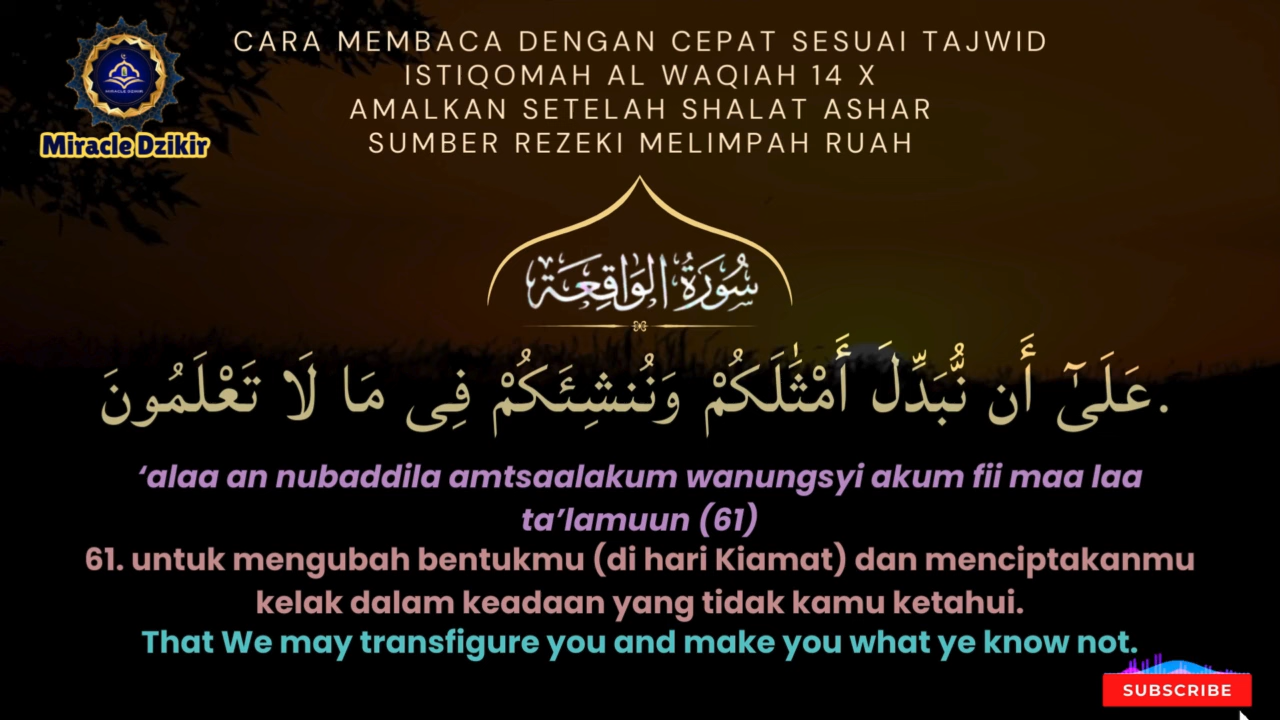 CARA MEMBACA DENGAN CEPAT SESUAI TAJWID
ISTIQOMAH AL WAQIAH 14 X
AMALKAN SETELAH SHALAT ASHAR
SUMBER REZEKI MELIMPAH RUAH
Miracle Dzikir
سُورَةُ الوَاقِعَة
عَلَىٰٓ أَن نُّبَدِّلَ أَمْثَٰلَكُمْ وَنُنشِئَكُمْ فِى مَا لَا تَعْلَمُونَ.
‘alaa an nubaddila amtsaalakum wanungsyi akum fii maa laa
ta’lamuun (61)
61. untuk mengubah bentukmu (di hari Kiamat) dan menciptakanmu
kelak dalam keadaan yang tidak kamu ketahui.
That We may transfigure you and make you what ye know not.
SUBSCRIBE